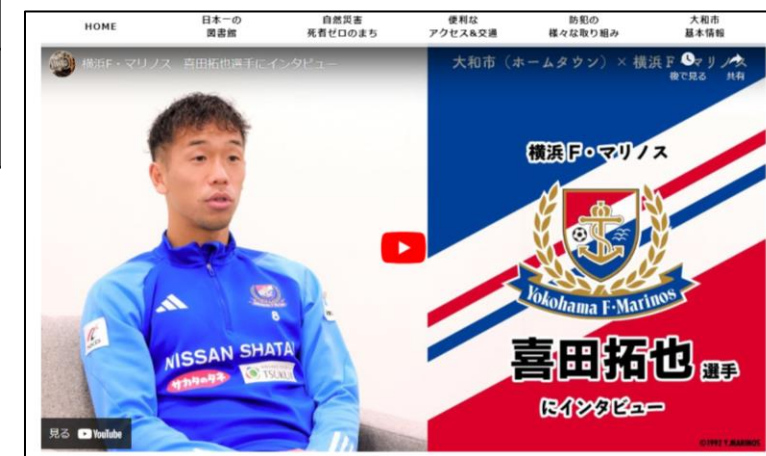 HOME
日本一の
図書館
自然災害
死者ゼロのまち
便利な
アクセス&交通
防犯の
様々な取り組み
大和市
基本情報
横浜F・マリノス 喜田拓也選手にインタビュー
大和市（ホームタウン）× 横浜F・マリノス
後で見る
共有
横浜F・マリノス
Yokohama F·Marinos
喜田拓也 選手
にインタビュー
8
NISSAN SHATAI
サカタのタネ
見る YouTube
©1992 Y.MARINOS